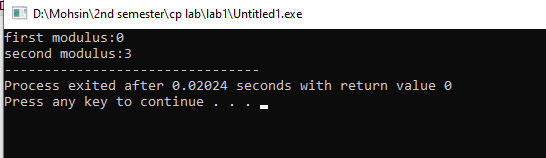 D:\Mohsin\2nd semester\cp lab\lab1\Untitled1.exe
first modulus:0
second modulus:3
--------------------------------
Process exited after 0.02024 seconds with return value 0
Press any key to continue . . .